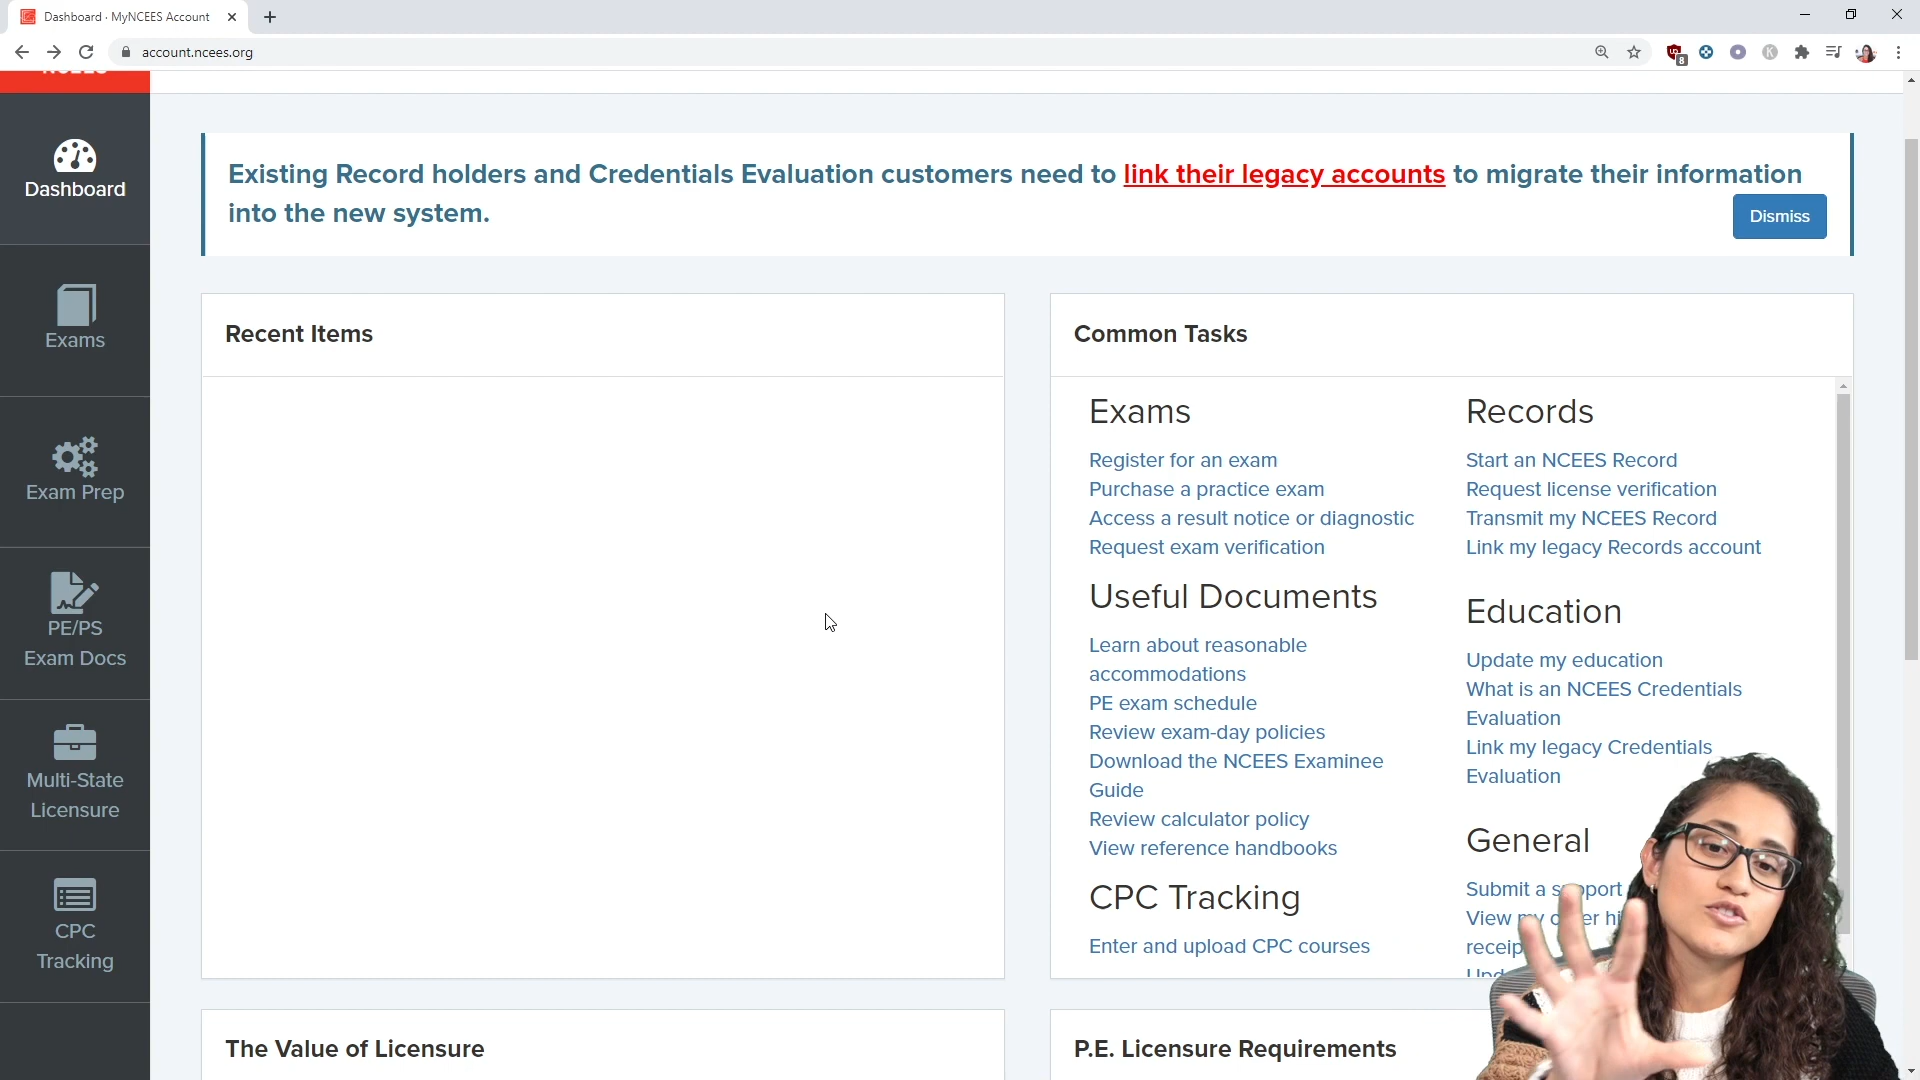 Dashboard · MyNCEES Account
account.ncees.org
8
Dashboard
Exams
Exam Prep
PE/PS
Exam Docs
Multi-State
Licensure
CPC
Tracking
Existing Record holders and Credentials Evaluation customers need to link their legacy accounts to migrate their information
into the new system.
Dismiss
Recent Items
Common Tasks
Exams
Register for an exam
Purchase a practice exam
Access a result notice or diagnostic
Request exam verification
Useful Documents
Learn about reasonable
accommodations
PE exam schedule
Review exam-day policies
Download the NCEES Examinee
Guide
Review calculator policy
View reference handbooks
CPC Tracking
Enter and upload CPC courses
Records
Start an NCEES Record
Request license verification
Transmit my NCEES Record
Link my legacy Records account
Education
Update my education
What is an NCEES Credentials
Evaluation
Link my legacy Credentials
Evaluation
General
Submit a support
View my
The Value of Licensure
P.E. Licensure Requirements